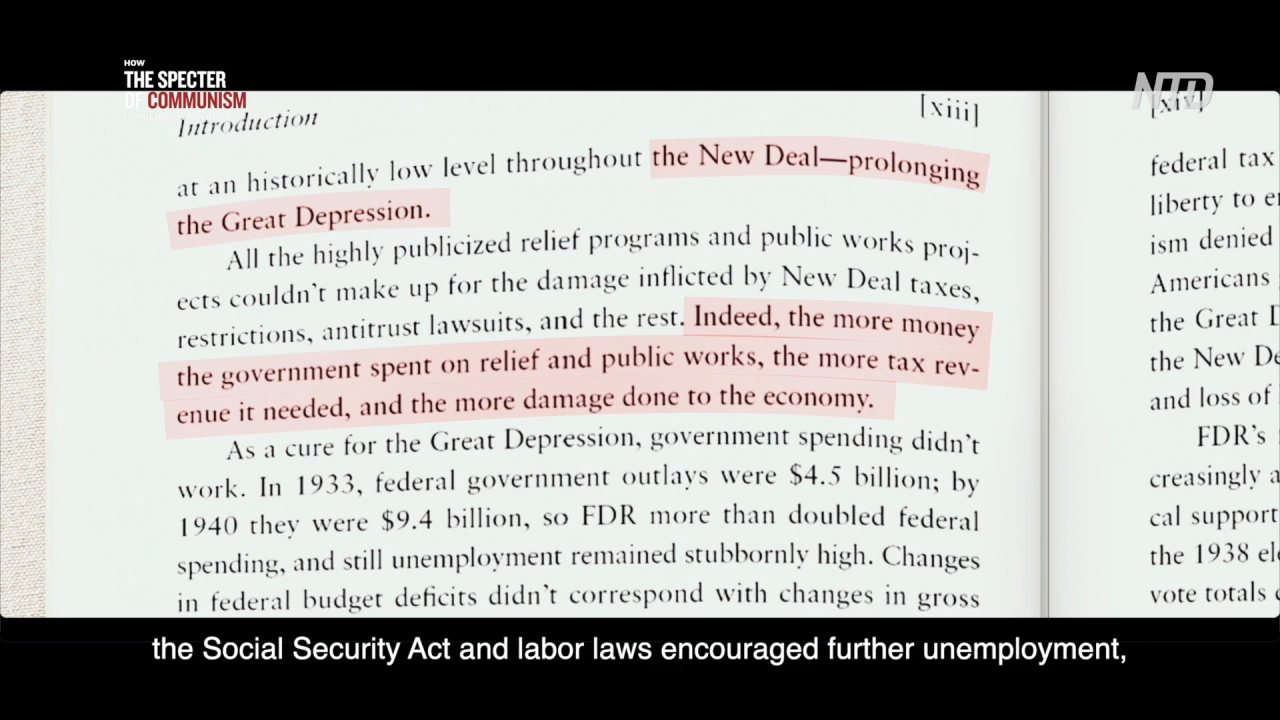 HOW
THE SPECTER
OF COMMUNISM
NTD
Introduction
[xiii]
at an historically low level throughout the New Deal—prolonging
the Great Depression.
All the highly publicized relief programs and public works proj-
ects couldn't make up for the damage inflicted by New Deal taxes,
restrictions, antitrust lawsuits, and the rest. Indeed, the more money
the government spent on relief and public works, the more tax rev-
enue it needed, and the more damage done to the economy.
As a cure for the Great Depression, government spending didn't
work. In 1933, federal government outlays were $4.5 billion; by
1940 they were $9.4 billion, so FDR more than doubled federal
spending, and still unemployment remained stubbornly high. Changes
in federal budget deficits didn't correspond with changes in gross
[xiv]
federal tax
liberty to
ism denied
Americans
the Great
the New
and loss of
FDR's
creasingly
cal support
the 1938
vote totals
the Social Security Act and labor laws encouraged further unemployment,